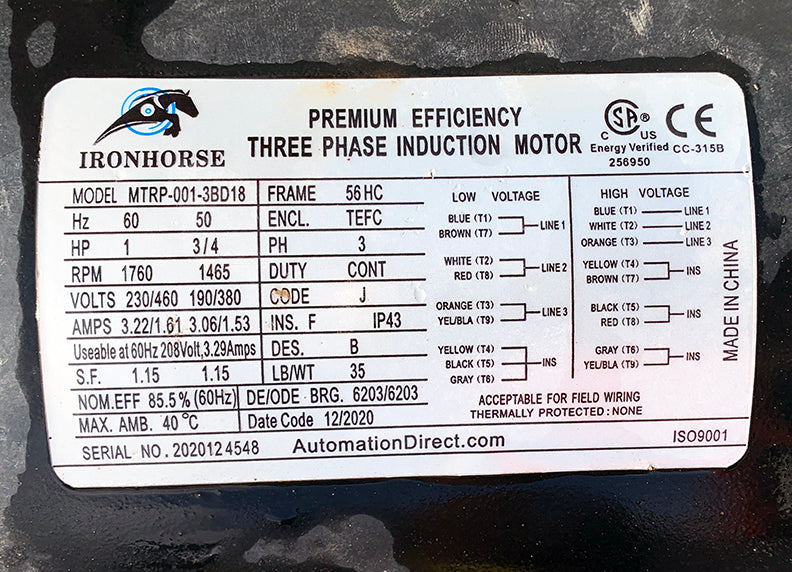 IRONHORSE
PREMIUM EFFICIENCY
THREE PHASE INDUCTION MOTOR
CSA® C US
Energy Verified
256950
CE
CC-315B
MODEL MTRP-001-3BD18
Hz 60 50
HP 1 3/4
RPM 1760 1465
VOLTS 230/460 190/380
AMPS 3.22/1.61 3.06/1.53
Useable at 60Hz 208Volt,3.29Amps
S.F. 1.15 1.15
NOM.EFF 85.5% (60Hz)
MAX. AMB. 40 °C
FRAME 56HC
ENCL. TEFC
PH 3
DUTY CONT
CODE J
INS. F IP43
DES. B
LB/WT 35
DE/ODE BRG. 6203/6203
Date Code 12/2020
LOW VOLTAGE
BLUE (T1)
BROWN (T7) LINE 1
WHITE (T2)
RED (T8) LINE 2
ORANGE (T3)
YEL/BLA (T9) LINE 3
YELLOW (T4)
BLACK (T5) INS
GRAY (T6)
HIGH VOLTAGE
BLUE (T1) LINE 1
WHITE (T2) LINE 2
ORANGE (T3) LINE 3
YELLOW (T4)
BROWN (T7) INS
BLACK (T5)
RED (T8) INS
GRAY (T6)
YEL/BLA (T9) INS
ACCEPTABLE FOR FIELD WIRING
THERMALLY PROTECTED : NONE
MADE IN CHINA
SERIAL NO. 2020124548 AutomationDirect.com ISO9001